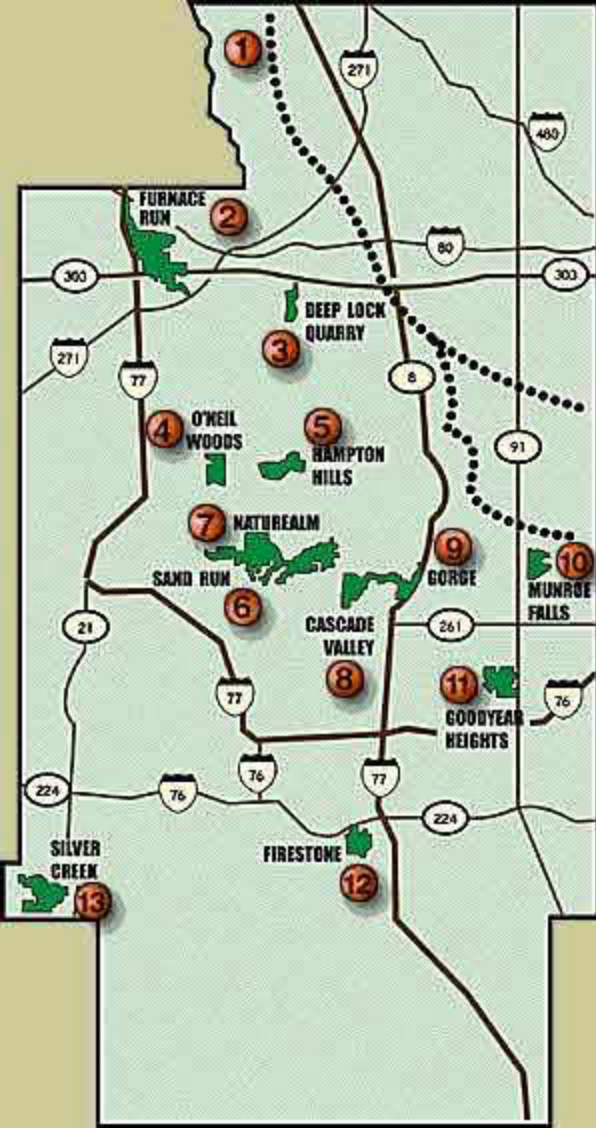 1
271
480
FURNACE
RUN
2
80
303
303
DEEP LOCK
QUARRY
3
271
77
8
4
O'NEIL
WOODS
5
HAMPTON
HILLS
91
7
NATUREALM
9
GORGE
10
MUNROE
FALLS
SAND RUN
6
CASCADE
VALLEY
21
261
8
11
GOODYEAR
HEIGHTS
76
77
76
77
224
76
224
SILVER
CREEK
13
FIRESTONE
12